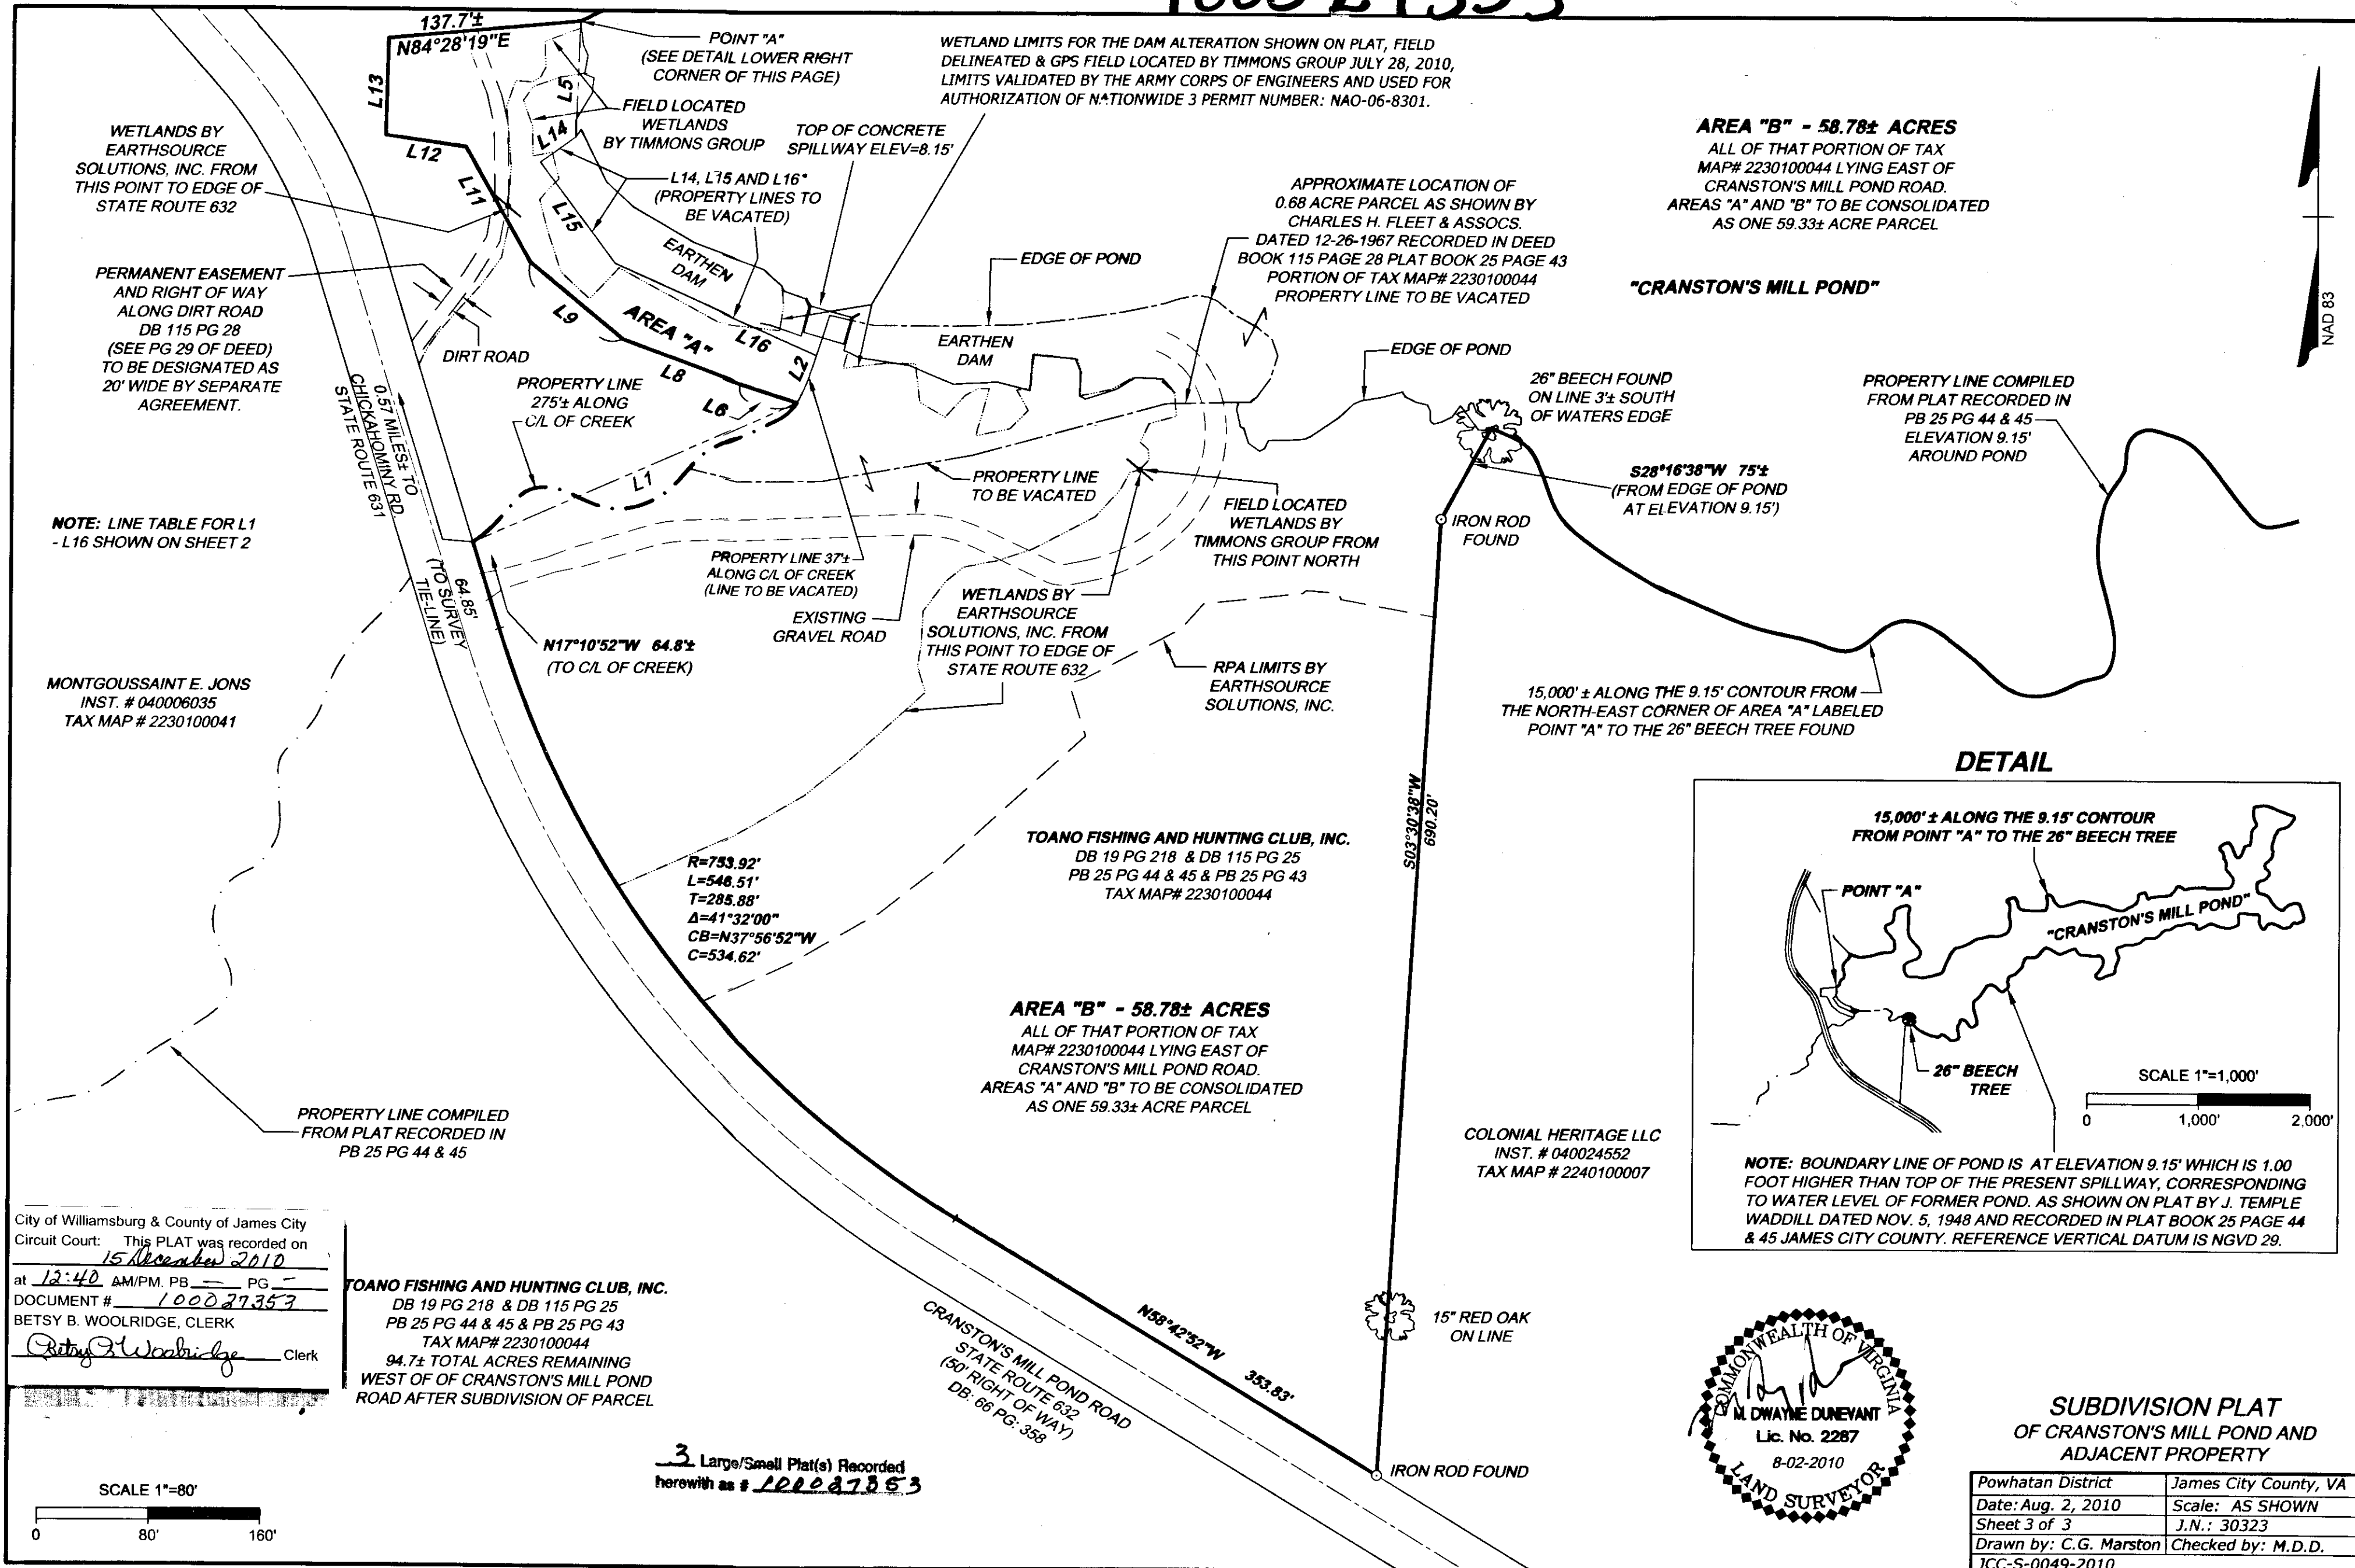 137.7'±
N84°28'19"E
L13
L12
L11
L5
L14
L15
POINT "A"
(SEE DETAIL LOWER RIGHT
CORNER OF THIS PAGE)
FIELD LOCATED
WETLANDS
BY TIMMONS GROUP
L14, L15 AND L16*
(PROPERTY LINES TO
BE VACATED)
TOP OF CONCRETE
SPILLWAY ELEV=8.15'
WETLAND LIMITS FOR THE DAM ALTERATION SHOWN ON PLAT, FIELD
DELINEATED & GPS FIELD LOCATED BY TIMMONS GROUP JULY 28, 2010,
LIMITS VALIDATED BY THE ARMY CORPS OF ENGINEERS AND USED FOR
AUTHORIZATION OF NATIONWIDE 3 PERMIT NUMBER: NAO-06-8301.
AREA "B" - 58.78± ACRES
ALL OF THAT PORTION OF TAX
MAP# 2230100044 LYING EAST OF
CRANSTON'S MILL POND ROAD.
AREAS "A" AND "B" TO BE CONSOLIDATED
AS ONE 59.33± ACRE PARCEL
"CRANSTON'S MILL POND"
NAD 83
WETLANDS BY
EARTHSOURCE
SOLUTIONS, INC. FROM
THIS POINT TO EDGE OF
STATE ROUTE 632
PERMANENT EASEMENT
AND RIGHT OF WAY
ALONG DIRT ROAD
DB 115 PG 28
(SEE PG 29 OF DEED)
TO BE DESIGNATED AS
20' WIDE BY SEPARATE
AGREEMENT.
DIRT ROAD
EARTHEN
DAM
EDGE OF POND
APPROXIMATE LOCATION OF
0.68 ACRE PARCEL AS SHOWN BY
CHARLES H. FLEET & ASSOCS.
DATED 12-26-1967 RECORDED IN DEED
BOOK 115 PAGE 28 PLAT BOOK 25 PAGE 43
PORTION OF TAX MAP# 2230100044
PROPERTY LINE TO BE VACATED
L9
AREA "A"
L16
L8
L2
L6
L1
EARTHEN
DAM
EDGE OF POND
PROPERTY LINE
275'± ALONG
C/L OF CREEK
26" BEECH FOUND
ON LINE 3'± SOUTH
OF WATERS EDGE
PROPERTY LINE COMPILED
FROM PLAT RECORDED IN
PB 25 PG 44 & 45
ELEVATION 9.15'
AROUND POND
S28°16'38"W 75'±
(FROM EDGE OF POND
AT ELEVATION 9.15')
0.57 MILES± TO
CHICKAHOMINY RD.
STATE ROUTE 631
NOTE: LINE TABLE FOR L1
- L16 SHOWN ON SHEET 2
PROPERTY LINE
TO BE VACATED
FIELD LOCATED
WETLANDS BY
TIMMONS GROUP FROM
THIS POINT NORTH
IRON ROD
FOUND
PROPERTY LINE 37'±
ALONG C/L OF CREEK
(LINE TO BE VACATED)
EXISTING
GRAVEL ROAD
WETLANDS BY
EARTHSOURCE
SOLUTIONS, INC. FROM
THIS POINT TO EDGE OF
STATE ROUTE 632
64.85'
(TO SURVEY
TIE-LINE)
N17°10'52"W 64.8'±
(TO C/L OF CREEK)
RPA LIMITS BY
EARTHSOURCE
SOLUTIONS, INC.
MONTGOUSSAINT E. JONS
INST. # 040006035
TAX MAP # 2230100041
15,000' ± ALONG THE 9.15' CONTOUR FROM
THE NORTH-EAST CORNER OF AREA "A" LABELED
POINT "A" TO THE 26" BEECH TREE FOUND
S03°30'38"W
690.20'
TOANO FISHING AND HUNTING CLUB, INC.
DB 19 PG 218 & DB 115 PG 25
PB 25 PG 44 & 45 & PB 25 PG 43
TAX MAP# 2230100044
R=753.92'
L=546.51'
T=285.88'
Δ=41°32'00"
CB=N37°56'52"W
C=534.62'
DETAIL
15,000' ± ALONG THE 9.15' CONTOUR
FROM POINT "A" TO THE 26" BEECH TREE
POINT "A"
"CRANSTON'S MILL POND"
26" BEECH
TREE
SCALE 1"=1,000'
0 1,000' 2,000'
NOTE: BOUNDARY LINE OF POND IS AT ELEVATION 9.15' WHICH IS 1.00
FOOT HIGHER THAN TOP OF THE PRESENT SPILLWAY, CORRESPONDING
TO WATER LEVEL OF FORMER POND. AS SHOWN ON PLAT BY J. TEMPLE
WADDILL DATED NOV. 5, 1948 AND RECORDED IN PLAT BOOK 25 PAGE 44
& 45 JAMES CITY COUNTY. REFERENCE VERTICAL DATUM IS NGVD 29.
AREA "B" - 58.78± ACRES
ALL OF THAT PORTION OF TAX
MAP# 2230100044 LYING EAST OF
CRANSTON'S MILL POND ROAD.
AREAS "A" AND "B" TO BE CONSOLIDATED
AS ONE 59.33± ACRE PARCEL
PROPERTY LINE COMPILED
FROM PLAT RECORDED IN
PB 25 PG 44 & 45
COLONIAL HERITAGE LLC
INST. # 040024552
TAX MAP # 2240100007
City of Williamsburg & County of James City
Circuit Court: This PLAT was recorded on
15 December 2010
at 12:40 AM/PM. PB — PG —
DOCUMENT # 100027353
BETSY B. WOOLRIDGE, CLERK
Betsy B Woolridge Clerk
TOANO FISHING AND HUNTING CLUB, INC.
DB 19 PG 218 & DB 115 PG 25
PB 25 PG 44 & 45 & PB 25 PG 43
TAX MAP# 2230100044
94.7± TOTAL ACRES REMAINING
WEST OF OF CRANSTON'S MILL POND
ROAD AFTER SUBDIVISION OF PARCEL
CRANSTON'S MILL POND ROAD
STATE ROUTE 632
(50' RIGHT OF WAY)
DB: 66 PG: 358
N58°42'52"W 353.83'
15" RED OAK
ON LINE
IRON ROD FOUND
3 Large/Small Plat(s) Recorded
herewith as # 100027353
SCALE 1"=80'
0 80' 160'
COMMONWEALTH OF VIRGINIA
M. DWAYNE DUNEVANT
Lic. No. 2287
8-02-2010
LAND SURVEYOR
SUBDIVISION PLAT
OF CRANSTON'S MILL POND AND
ADJACENT PROPERTY
Powhatan District James City County, VA
Date: Aug. 2, 2010 Scale: AS SHOWN
Sheet 3 of 3 J.N.: 30323
Drawn by: C.G. Marston Checked by: M.D.D.
JCC-S-0049-2010